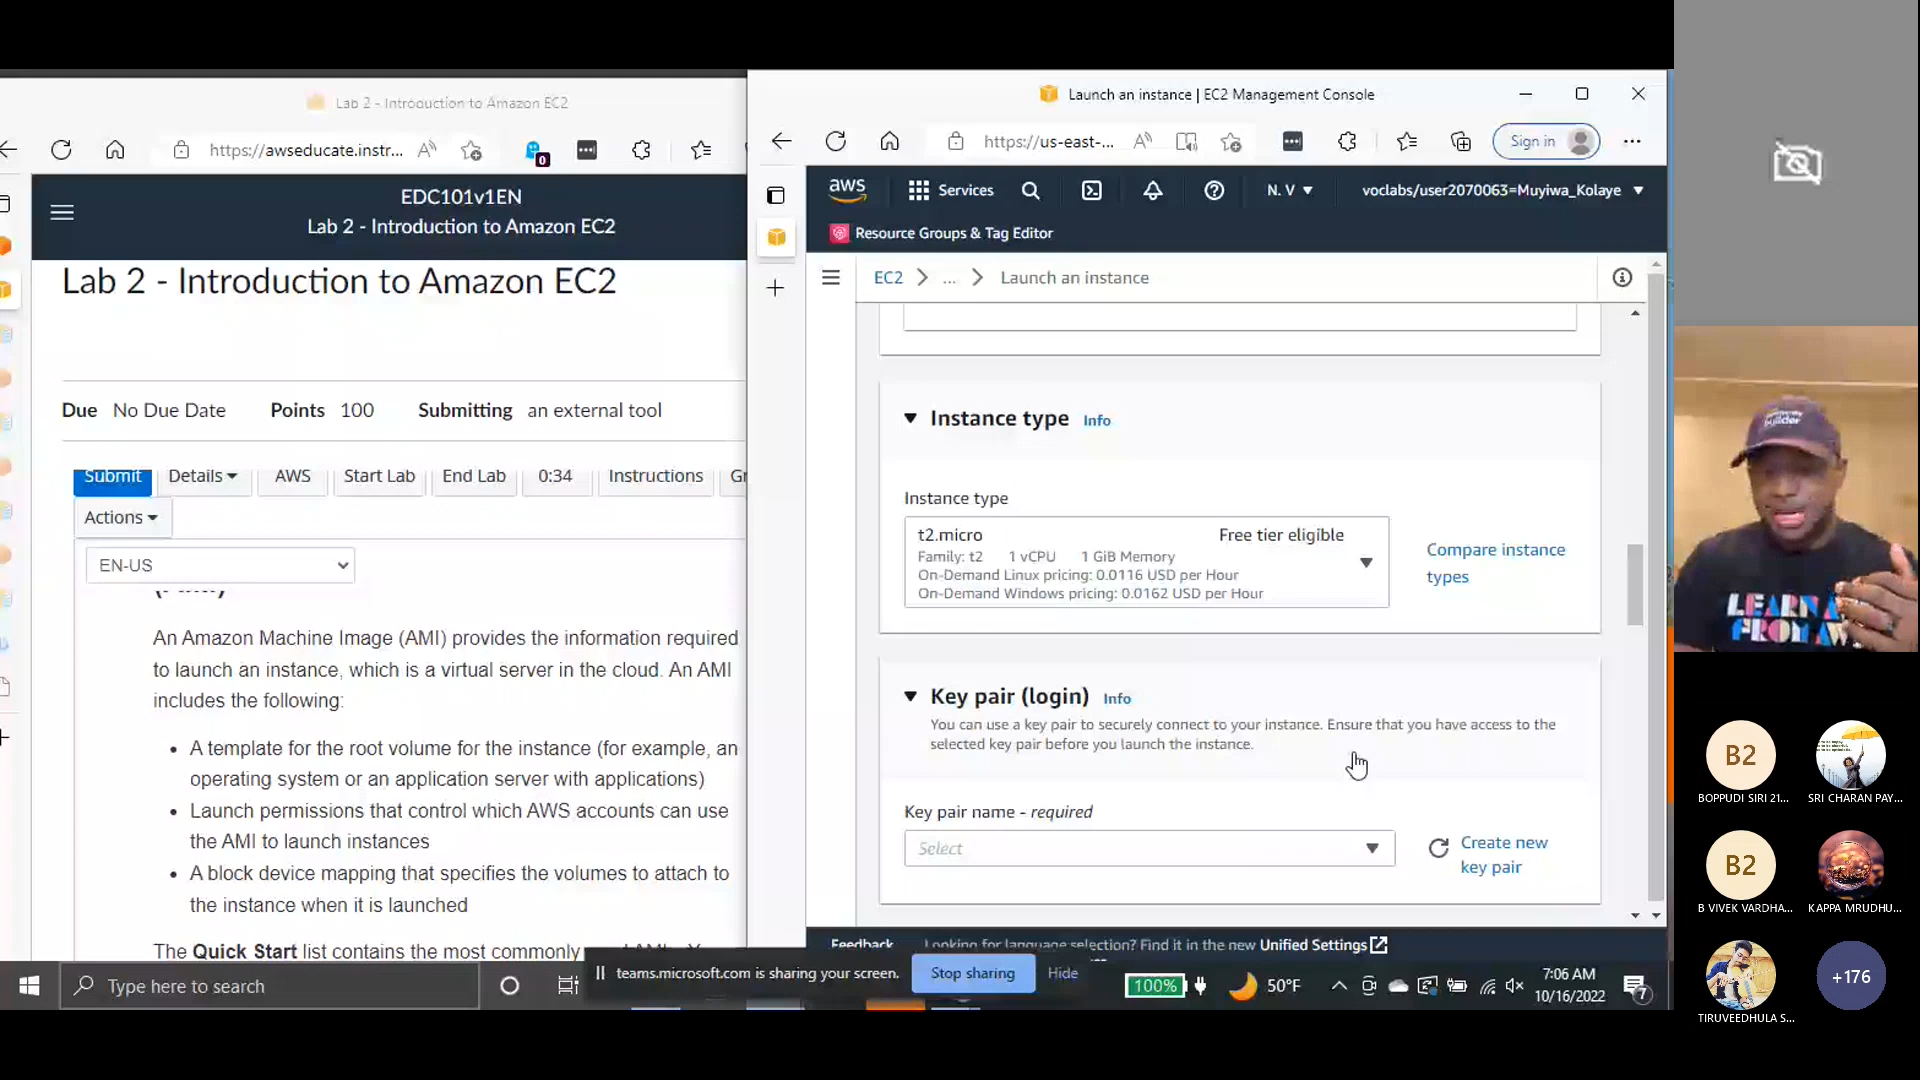 Lab 2 - Introduction to Amazon EC2
https://awseducate.instr...
0
EDC101v1EN
Lab 2 - Introduction to Amazon EC2
Lab 2 - Introduction to Amazon EC2
Due No Due Date Points 100 Submitting an external tool
Submit Details AWS Start Lab End Lab 0:34 Instructions Gr
Actions
EN-US
An Amazon Machine Image (AMI) provides the information required
to launch an instance, which is a virtual server in the cloud. An AMI
includes the following:
• A template for the root volume for the instance (for example, an
operating system or an application server with applications)
• Launch permissions that control which AWS accounts can use
the AMI to launch instances
• A block device mapping that specifies the volumes to attach to
the instance when it is launched
The Quick Start list contains the most commonly
Launch an instance | EC2 Management Console
https://us-east-...
Sign in
aws
Services
N. V
voclabs/user2070063=Muyiwa_Kolaye
Resource Groups & Tag Editor
EC2 > ... > Launch an instance
Instance type Info
Instance type
t2.micro Free tier eligible
Family: t2 1 vCPU 1 GiB Memory
On-Demand Linux pricing: 0.0116 USD per Hour
On-Demand Windows pricing: 0.0162 USD per Hour
Compare instance
types
Key pair (login) Info
You can use a key pair to securely connect to your instance. Ensure that you have access to the
selected key pair before you launch the instance.
Key pair name - required
Select
Create new
key pair
Feedback Looking for language selection? Find it in the new Unified Settings
teams.microsoft.com is sharing your screen. Stop sharing Hide
Type here to search
100%
50°F
7:06 AM
10/16/2022
7
builder
LEARN A
FROM AW
B2
BOPPUDI SIRI 21...
SRI CHARAN PAY...
B2
B VIVEK VARDHA...
KAPPA MRUDHU...
TIRUVEEDHULA S...
+176